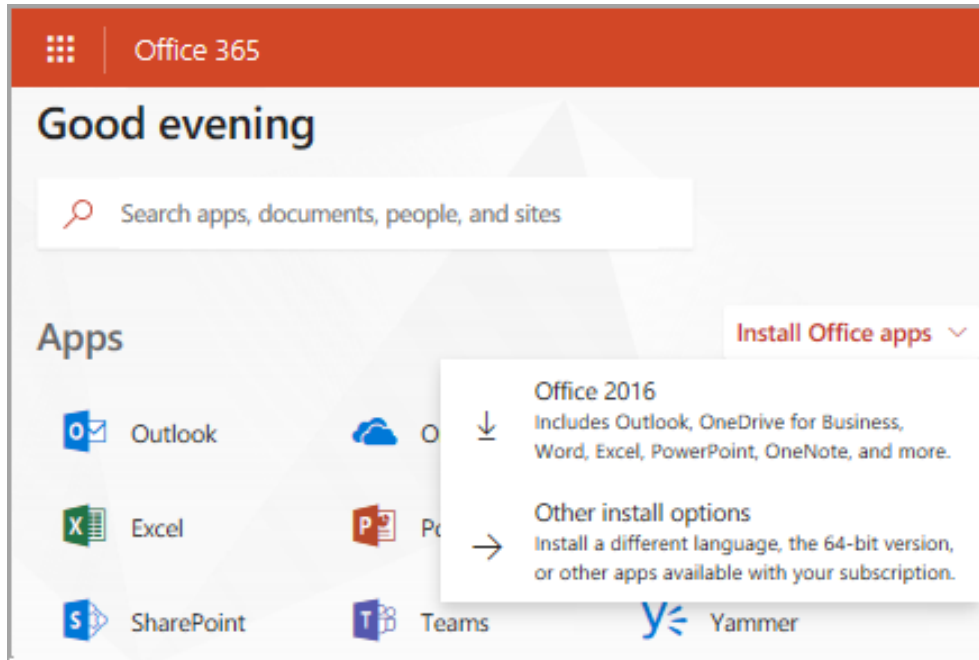 Office 365
Good evening
Search apps, documents, people, and sites
Apps
Install Office apps
Office 2016
Includes Outlook, OneDrive for Business,
Word, Excel, PowerPoint, OneNote, and more.
Other install options
Install a different language, the 64-bit version,
or other apps available with your subscription.
Outlook
O
Excel
Po
SharePoint
Teams
Yammer